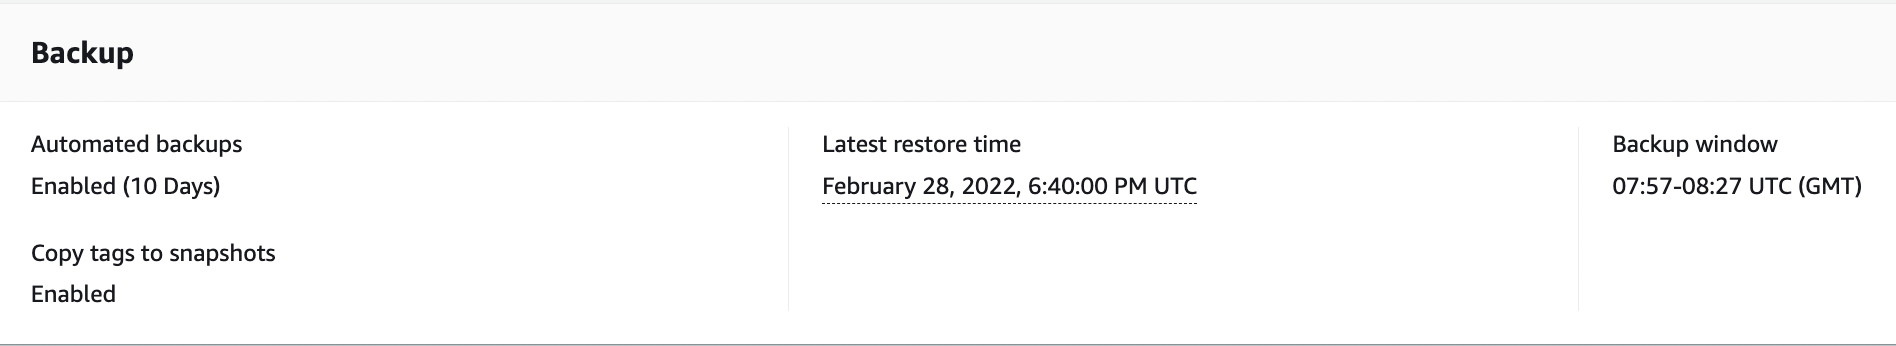 Backup
Automated backups
Enabled (10 Days)
Copy tags to snapshots
Enabled
Latest restore time
February 28, 2022, 6:40:00 PM UTC
Backup window
07:57-08:27 UTC (GMT)